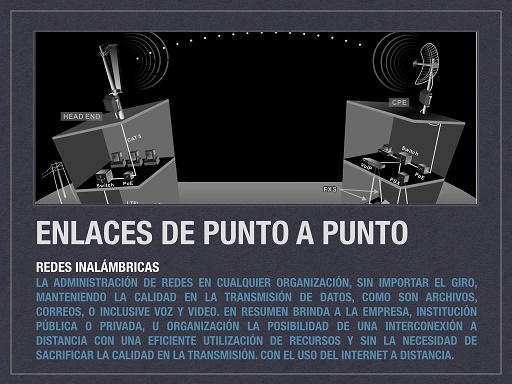 HEAD END
CPE
CAT 5
Switch
PoE
Switch
VoIP
PoE
PBX
FXS
ENLACES DE PUNTO A PUNTO
REDES INALÁMBRICAS
LA ADMINISTRACIÓN DE REDES EN CUALQUIER ORGANIZACIÓN, SIN IMPORTAR EL GIRO,
MANTENIENDO LA CALIDAD EN LA TRANSMISIÓN DE DATOS, COMO SON ARCHIVOS,
CORREOS, O INCLUSIVE VOZ Y VIDEO. EN RESUMEN BRINDA A LA EMPRESA, INSTITUCIÓN
PÚBLICA O PRIVADA, U ORGANIZACIÓN LA POSIBILIDAD DE UNA INTERCONEXIÓN A
DISTANCIA CON UNA EFICIENTE UTILIZACIÓN DE RECURSOS Y SIN LA NECESIDAD DE
SACRIFICAR LA CALIDAD EN LA TRANSMISIÓN. CON EL USO DEL INTERNET A DISTANCIA.